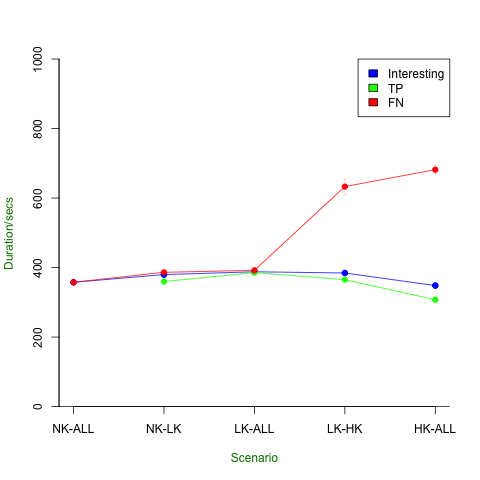 Interesting
TP
FN
1000
800
600
400
200
0
Duration/secs
NK-ALL NK-LK LK-ALL LK-HK HK-ALL
Scenario